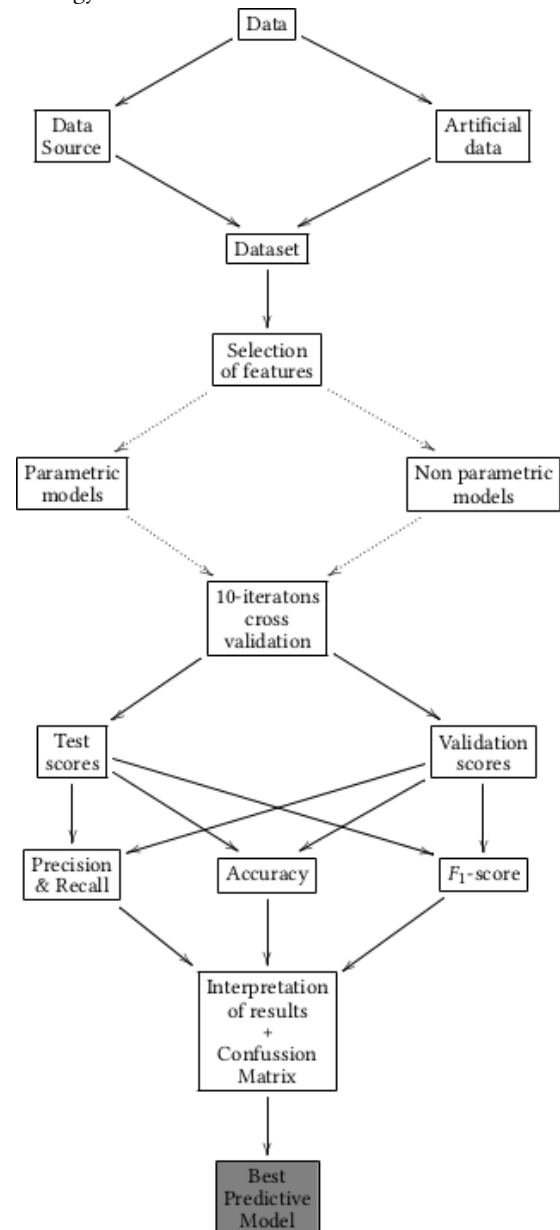 Data
Data
Source
Artificial
data
Dataset
Selection
of features
Parametric
models
Non parametric
models
10-iteratons
cross
validation
Test
scores
Validation
scores
Precision
& Recall
Accuracy
F₁-score
Interpretation
of results
+
Confussion
Matrix
Best
Predictive
Model